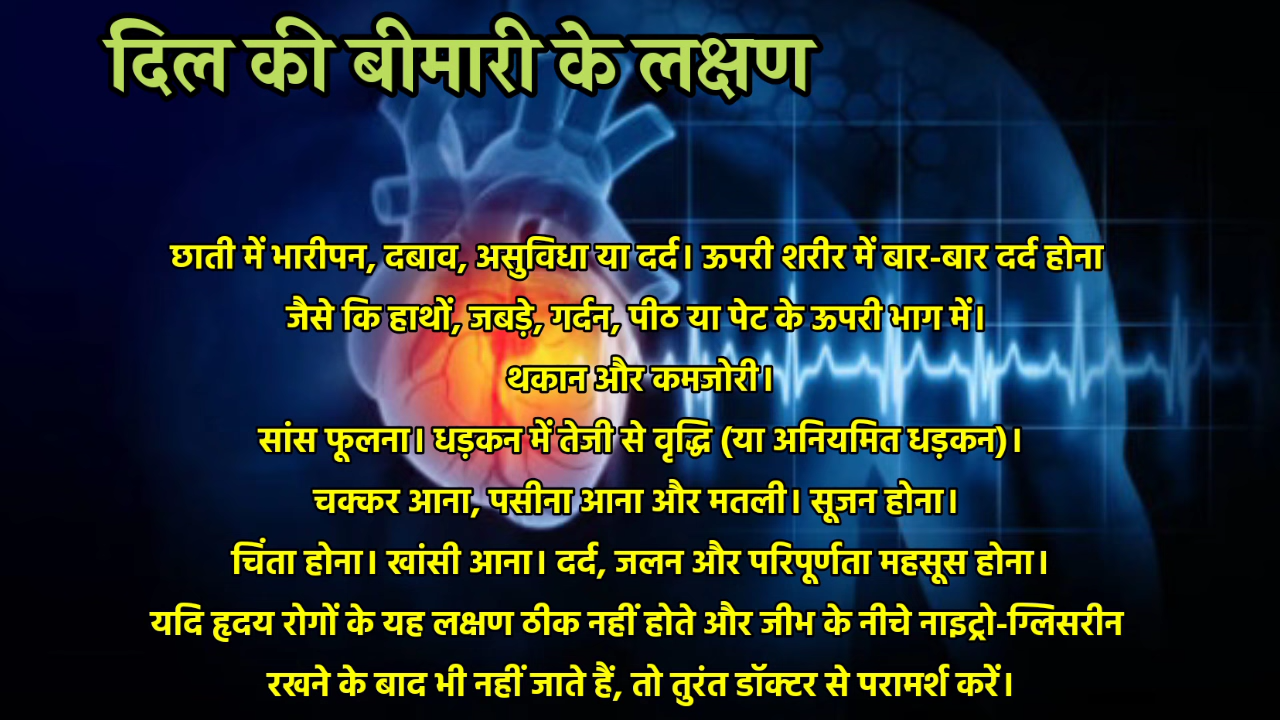 दिल की बीमारी के लक्षण
छाती में भारीपन, दबाव, असुविधा या दर्द। ऊपरी शरीर में बार-बार दर्द होना
जैसे कि हाथों, जबड़े, गर्दन, पीठ या पेट के ऊपरी भाग में।
थकान और कमजोरी।
सांस फूलना। धड़कन में तेजी से वृद्धि (या अनियमित धड़कन)।
चक्कर आना, पसीना आना और मतली। सूजन होना।
चिंता होना। खांसी आना। दर्द, जलन और परिपूर्णता महसूस होना।
यदि हृदय रोगों के यह लक्षण ठीक नहीं होते और जीभ के नीचे नाइट्रो-ग्लिसरीन
रखने के बाद भी नहीं जाते हैं, तो तुरंत डॉक्टर से परामर्श करें।